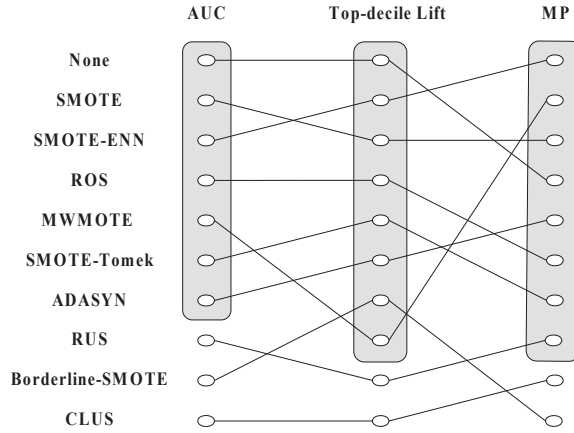 AUC Top-decile Lift MP
None
SMOTE
SMOTE-ENN
ROS
MWMOTE
SMOTE-Tomek
ADASYN
RUS
Borderline-SMOTE
CLUS